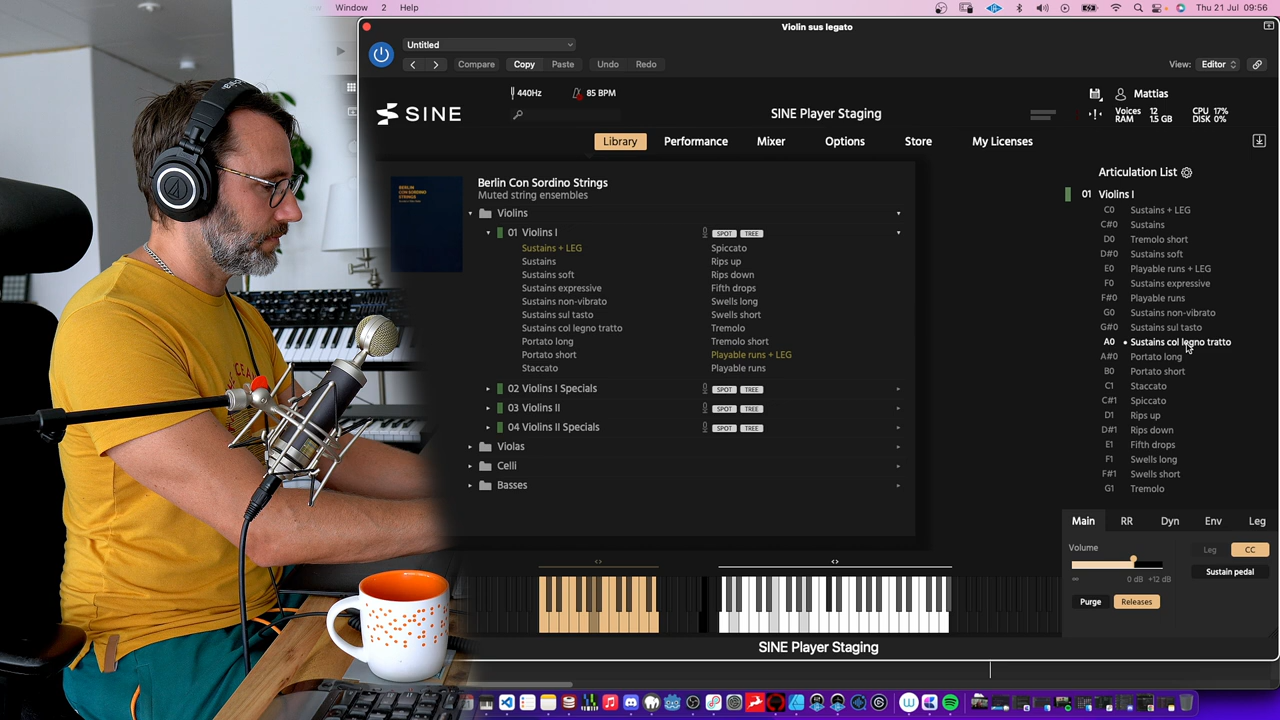 Window 2 Help
Thu 21 Jul 09:56
Violin sus legato
Untitled
Compare Copy Paste Undo Redo
View: Editor
440Hz 85 BPM
SINE
SINE Player Staging
Mattias
Voices 12 CPU 17%
RAM 1.5 GB DISK 0%
Library Performance Mixer Options Store My Licenses
BERLIN
CON SORDINO
STRINGS
Berlin Con Sordino Strings
Muted string ensembles
Violins
01 Violins I SPOT TREE
Sustains + LEG Spiccato
Sustains Rips up
Sustains soft Rips down
Sustains expressive Fifth drops
Sustains non-vibrato Swells long
Sustains sul tasto Swells short
Sustains col legno tratto Tremolo
Portato long Tremolo short
Portato short Playable runs + LEG
Staccato Playable runs
02 Violins I Specials SPOT TREE
03 Violins II SPOT TREE
04 Violins II Specials SPOT TREE
Violas
Celli
Basses
Articulation List
01 Violins I
C0 Sustains + LEG
C#0 Sustains
D0 Tremolo short
D#0 Sustains soft
E0 Playable runs + LEG
F0 Sustains expressive
F#0 Playable runs
G0 Sustains non-vibrato
G#0 Sustains sul tasto
A0 • Sustains col legno tratto
A#0 Portato long
B0 Portato short
C1 Staccato
C#1 Spiccato
D1 Rips up
D#1 Rips down
E1 Fifth drops
F1 Swells long
F#1 Swells short
G1 Tremolo
Main RR Dyn Env Leg
Volume
Leg CC
∞ 0 dB +12 dB
Sustain pedal
Purge Releases
SINE Player Staging